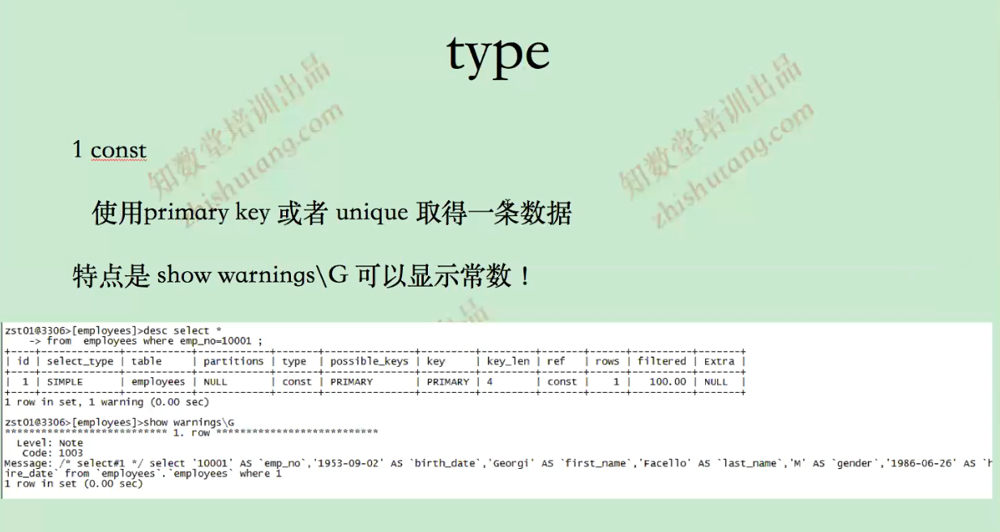 type
知数堂培训出品
zhishutang.com
知数堂培训出品
zhishutang.com
1 const
使用primary key 或者 unique 取得一条数据
特点是 show warnings\G 可以显示常数！
zst01@3306>[employees]>desc select *
    -> from  employees where emp_no=10001 ;
+----+-------------+-----------+------------+-------+---------------+---------+---------+-------+------+----------+-------+
| id | select_type | table     | partitions | type  | possible_keys | key     | key_len | ref   | rows | filtered | Extra |
+----+-------------+-----------+------------+-------+---------------+---------+---------+-------+------+----------+-------+
|  1 | SIMPLE      | employees | NULL       | const | PRIMARY       | PRIMARY | 4       | const |    1 |   100.00 | NULL  |
+----+-------------+-----------+------------+-------+---------------+---------+---------+-------+------+----------+-------+
1 row in set, 1 warning (0.00 sec)
zst01@3306>[employees]>show warnings\G
*************************** 1. row ***************************
  Level: Note
   Code: 1003
Message: /* select#1 */ select '10001' AS `emp_no`,'1953-09-02' AS `birth_date`,'Georgi' AS `first_name`,'Facello' AS `last_name`,'M' AS `gender`,'1986-06-26' AS `h
ire_date` from `employees`.`employees` where 1
1 row in set (0.00 sec)